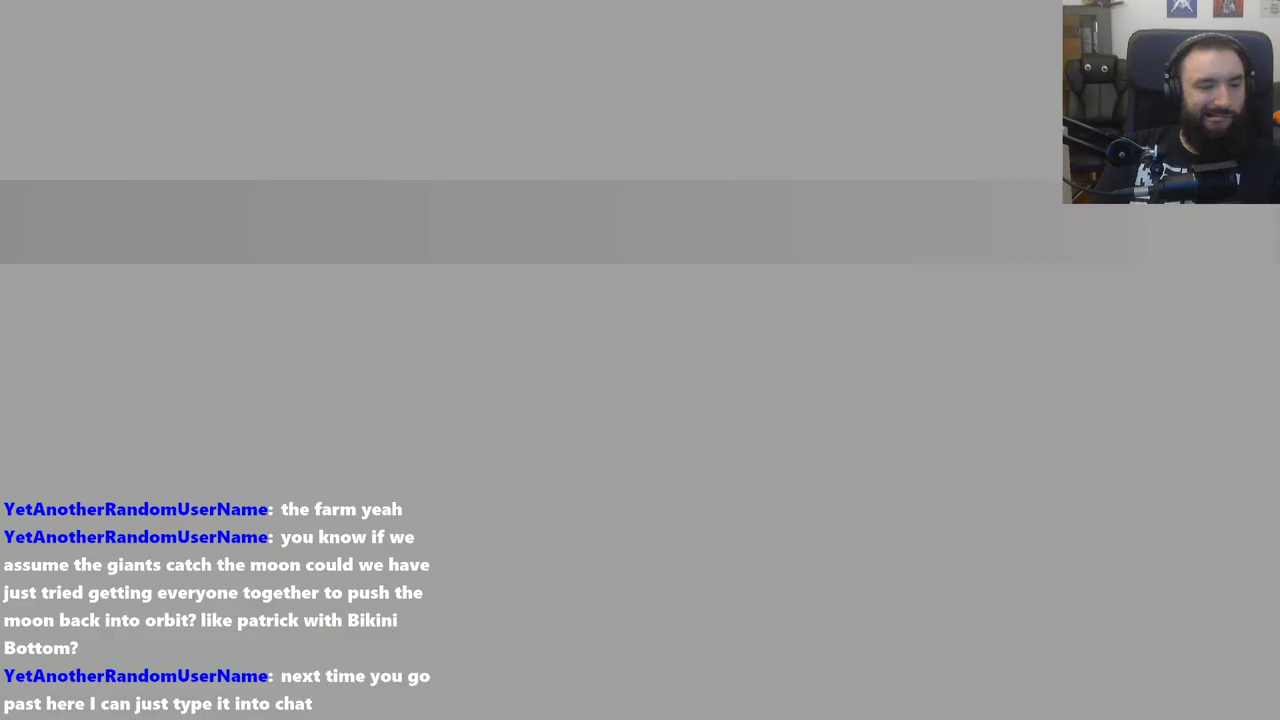 YetAnotherRandomUserName: the farm yeah
YetAnotherRandomUserName: you know if we
assume the giants catch the moon could we have
just tried getting everyone together to push the
moon back into orbit? like patrick with Bikini
Bottom?
YetAnotherRandomUserName: next time you go
past here I can just type it into chat